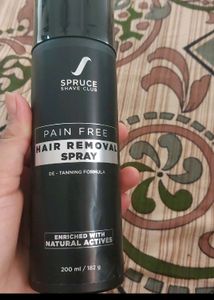 SPRUCE
SHAVE CLUB
PAIN FREE
HAIR REMOVAL
SPRAY
DE - TANNING FORMULA
ENRICHED WITH
NATURAL ACTIVES
200 ml / 182 g